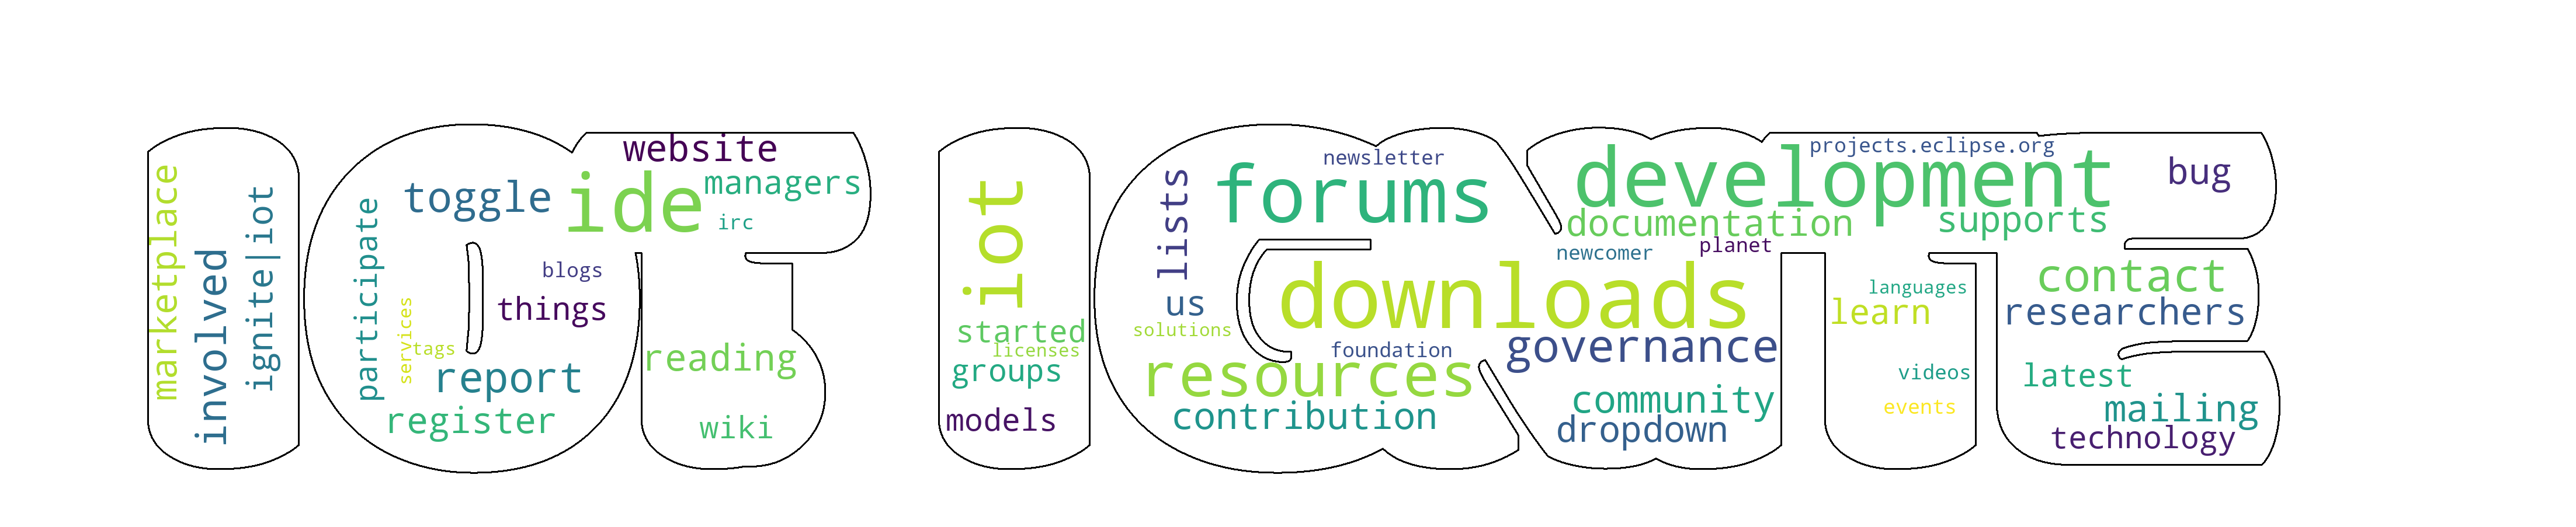 marketplace
involved
ignite|iot
participate
services
tags
toggle
website
ide
managers
irc
blogs
things
report
register
reading
wiki
iot
started
licenses
groups
models
lists
us
solutions
newsletter
forums
downloads
foundation
resources
contribution
projects.eclipse.org
development
documentation
supports
newcomer
planet
governance
community
dropdown
bug
languages
learn
videos
events
contact
researchers
latest
mailing
technology